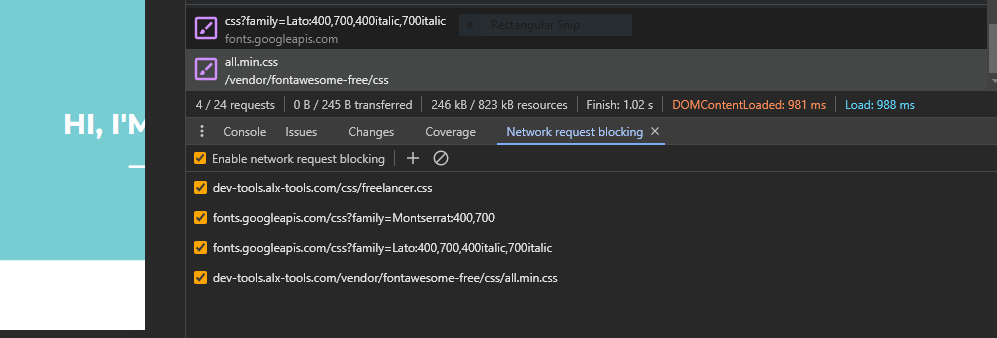 css?family=Lato:400,700,400italic,700italic
Rectangular Snip
fonts.googleapis.com
all.min.css
/vendor/fontawesome-free/css
HI, I'M
4 / 24 requests 0 B / 245 B transferred 246 kB / 823 kB resources Finish: 1.02 s DOMContentLoaded: 981 ms Load: 988 ms
Console Issues Changes Coverage Network request blocking
Enable network request blocking
dev-tools.alx-tools.com/css/freelancer.css
fonts.googleapis.com/css?family=Montserrat:400,700
fonts.googleapis.com/css?family=Lato:400,700,400italic,700italic
dev-tools.alx-tools.com/vendor/fontawesome-free/css/all.min.css